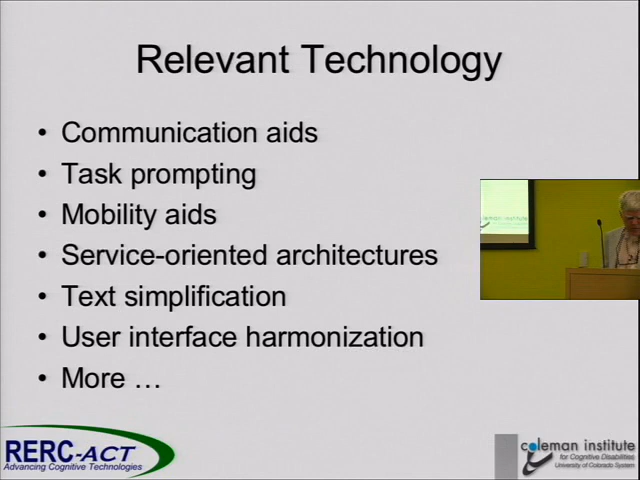 Relevant Technology
• Communication aids
• Task prompting
• Mobility aids
• Service-oriented architectures
• Text simplification
• User interface harmonization
• More …
RERC-ACT
Advancing Cognitive Technologies
coleman institute
for Cognitive Disabilities
University of Colorado System
institute